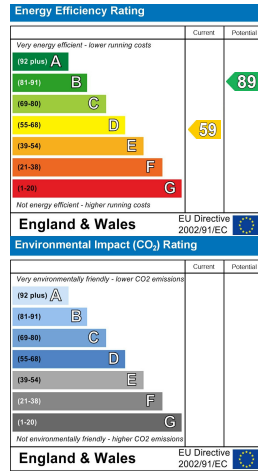 Energy Efficiency Rating
Current Potential
Very energy efficient - lower running costs
(92 plus) A
(81-91) B
89
(69-80) C
(55-68) D
59
(39-54) E
(21-38) F
(1-20) G
Not energy efficient - higher running costs
England & Wales
EU Directive
2002/91/EC
Environmental Impact (CO₂) Rating
Current Potential
Very environmentally friendly - lower CO2 emissions
(92 plus) A
(81-91) B
(69-80) C
(55-68) D
(39-54) E
(21-38) F
(1-20) G
Not environmentally friendly - higher CO2 emissions
England & Wales
EU Directive
2002/91/EC